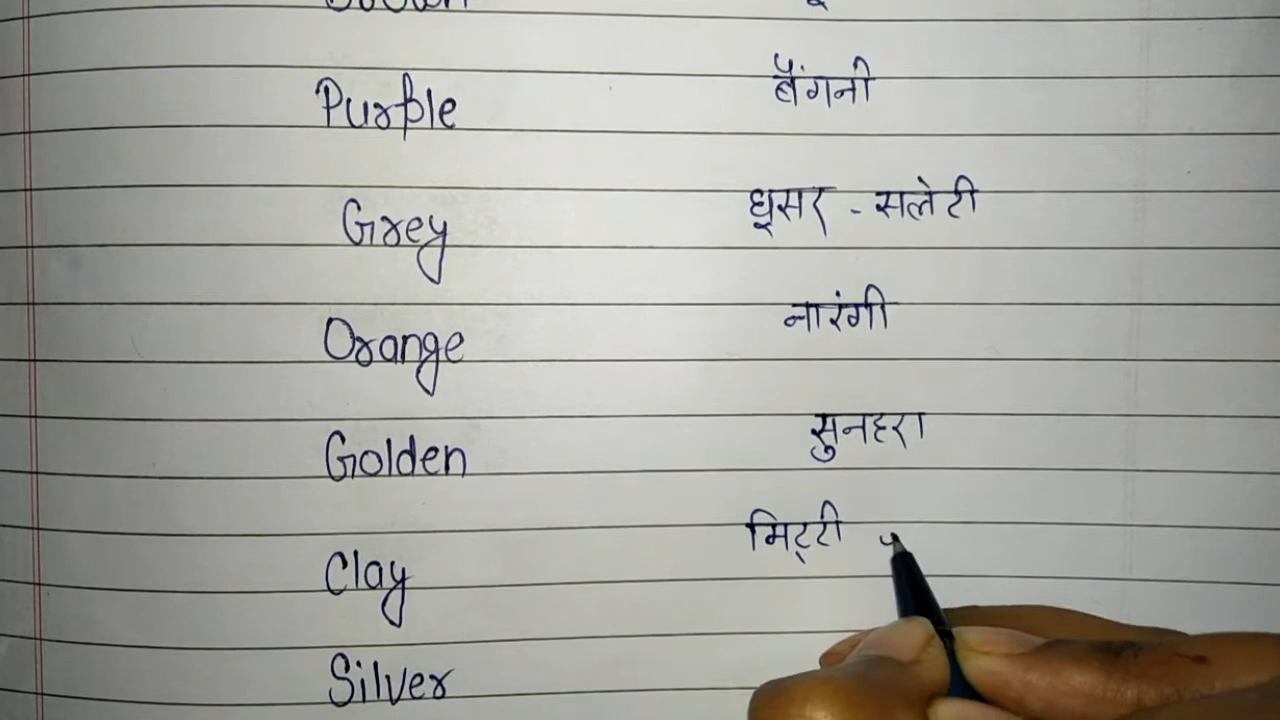 Purple बैंगनी
Grey धूसर - सलेटी
Orange नारंगी
Golden सुनहरा
Clay मिट्टी
Silver